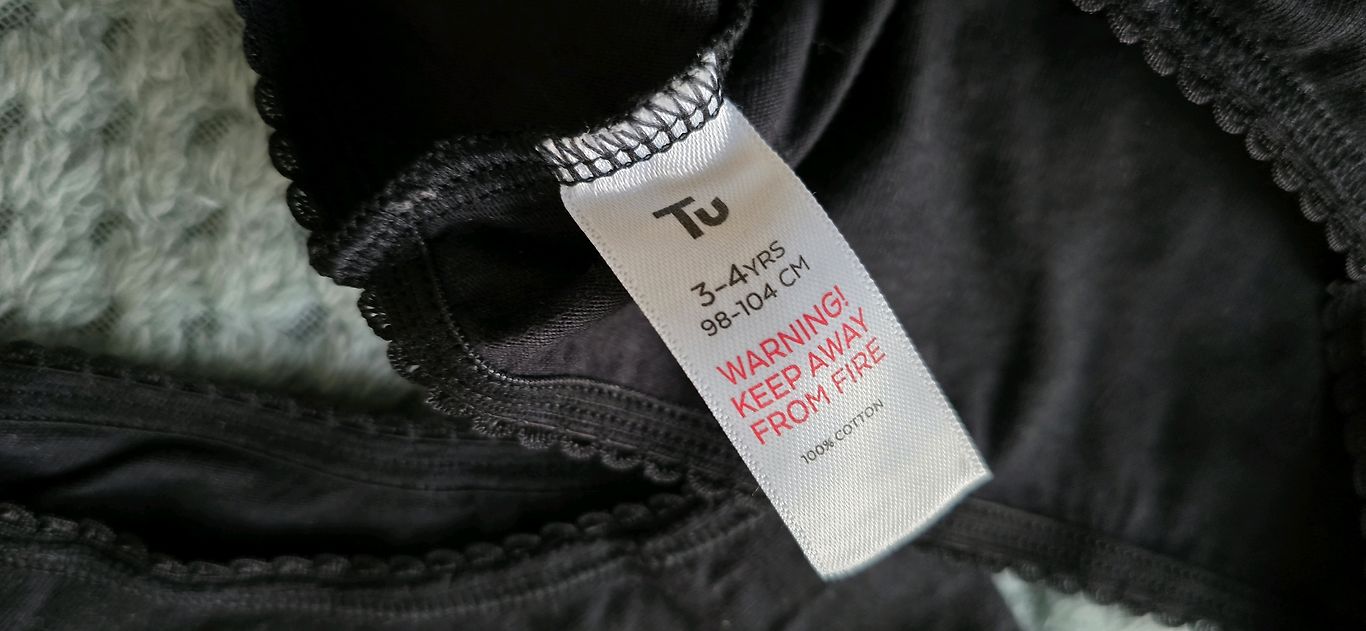 Tu
3-4YRS
98-104 CM
WARNING!
KEEP AWAY
FROM FIRE
100% COTTON